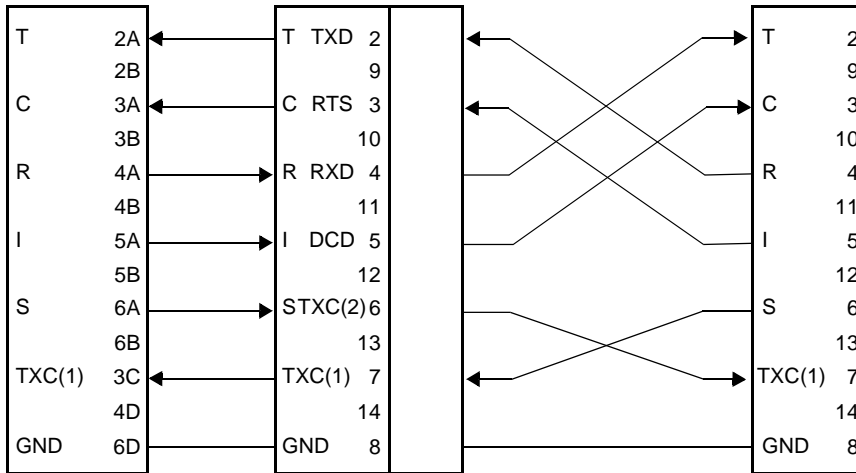 T 2A T TXD 2 T 2
2B 9 9
C 3A C RTS 3 C 3
3B 10 10
R 4A R RXD 4 R 4
4B 11 11
I 5A I DCD 5 I 5
5B 12 12
S 6A STXC(2) 6 S 6
6B 13 13
TXC(1) 3C TXC(1) 7 TXC(1) 7
4D 14 14
GND 6D GND 8 GND 8